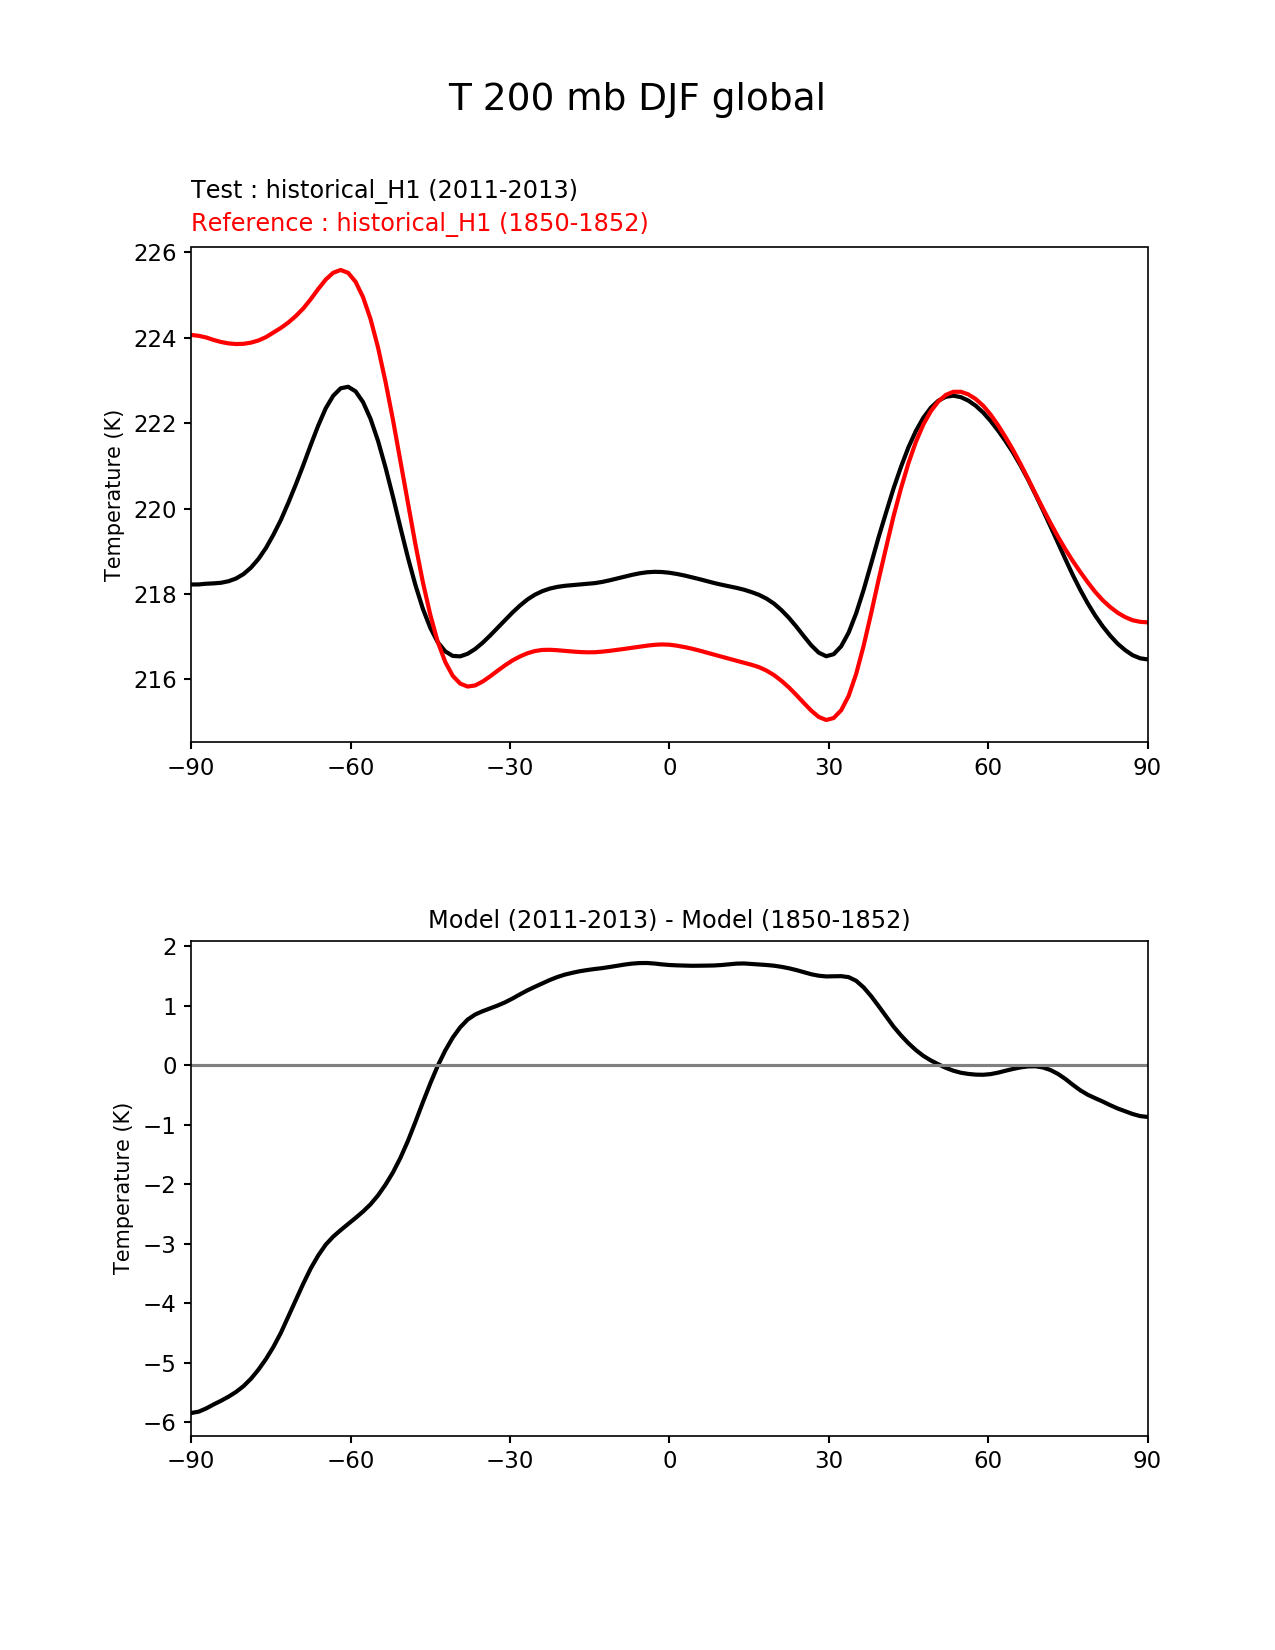 T 200 mb DJF global
Test : historical_H1 (2011-2013)
Reference : historical_H1 (1850-1852)
226
224
222
220
218
216
Temperature (K)
−90 −60 −30 0 30 60 90
Model (2011-2013) - Model (1850-1852)
2
1
0
−1
−2
−3
−4
−5
−6
Temperature (K)
−90 −60 −30 0 30 60 90